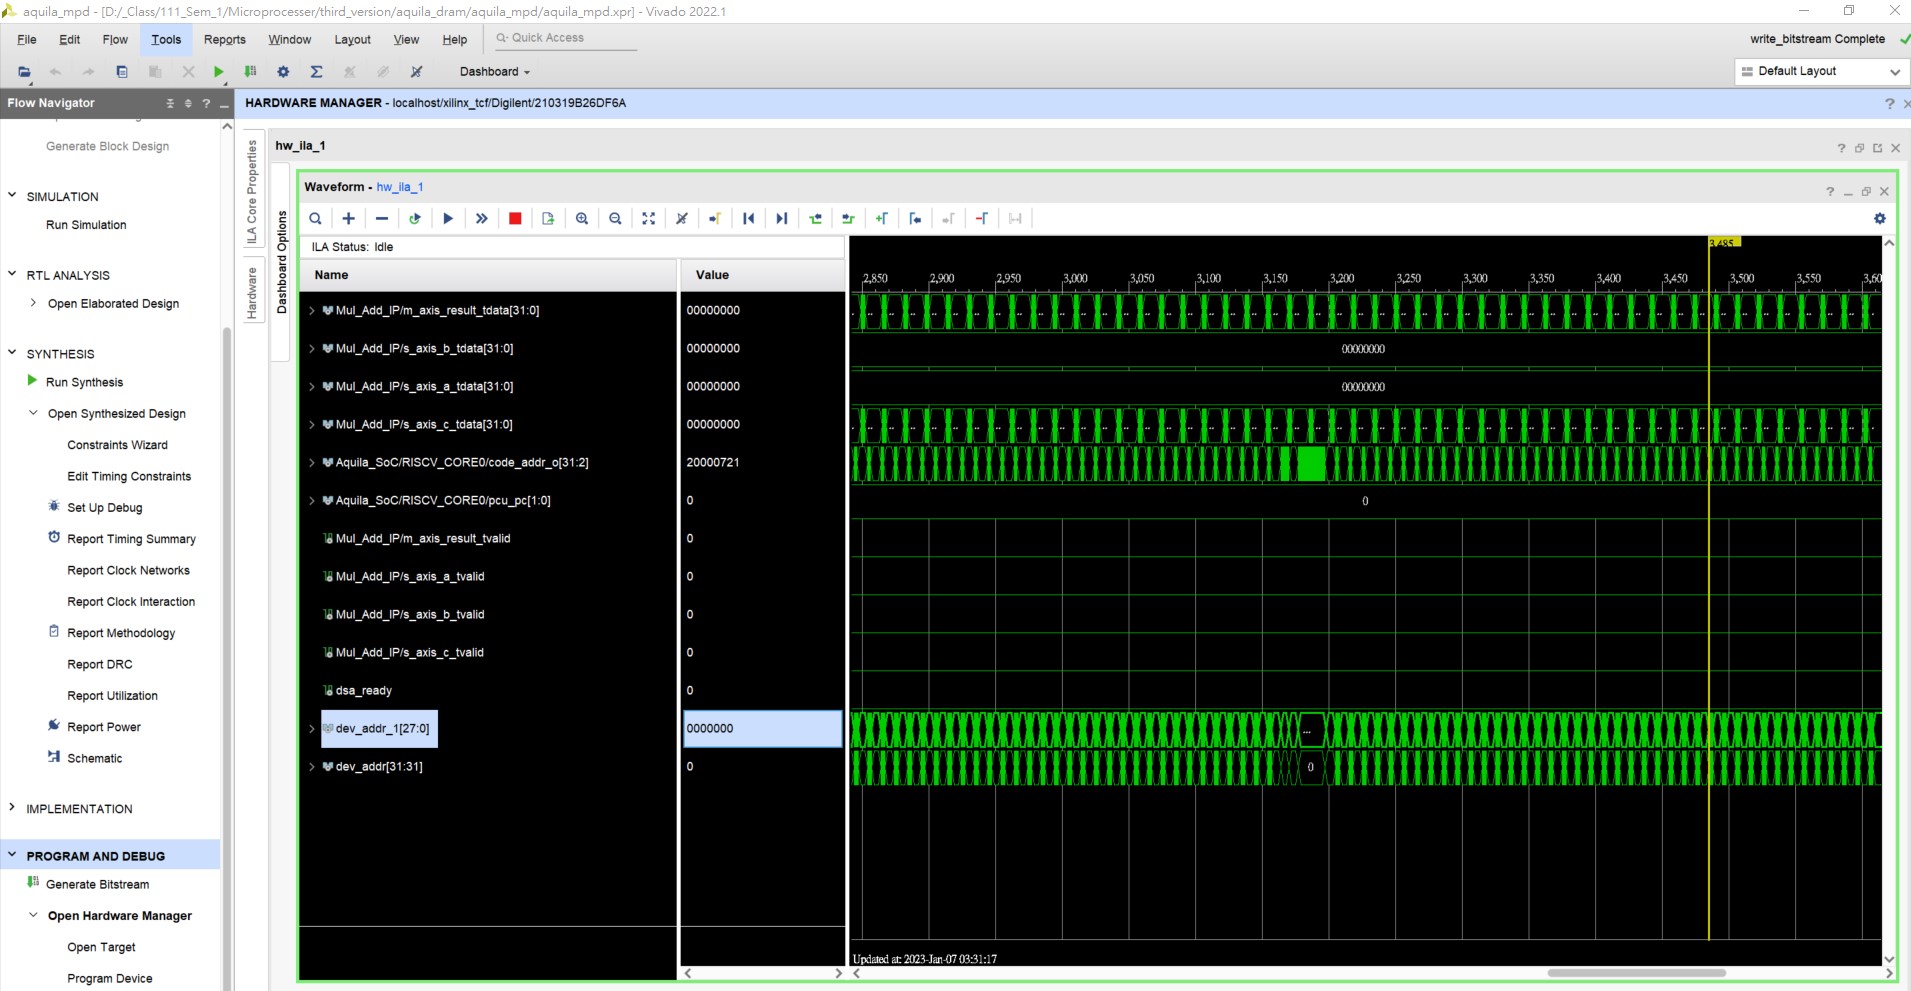 aquila_mpd - [D:/_Class/111_Sem_1/Microprocesser/third_version/aquila_dram/aquila_mpd/aquila_mpd.xpr] - Vivado 2022.1
File Edit Flow Tools Reports Window Layout View Help Quick Access
write_bitstream Complete
Dashboard
Default Layout
Flow Navigator
HARDWARE MANAGER - localhost/xilinx_tcf/Digilent/210319B26DF6A
Generate Block Design
SIMULATION
Run Simulation
RTL ANALYSIS
Open Elaborated Design
SYNTHESIS
Run Synthesis
Open Synthesized Design
Constraints Wizard
Edit Timing Constraints
Set Up Debug
Report Timing Summary
Report Clock Networks
Report Clock Interaction
Report Methodology
Report DRC
Report Utilization
Report Power
Schematic
IMPLEMENTATION
PROGRAM AND DEBUG
Generate Bitstream
Open Hardware Manager
Open Target
Program Device
ILA Core Properties
Hardware
Dashboard Options
hw_ila_1
Waveform - hw_ila_1
ILA Status: Idle
Name Value
3,485
2,850 2,900 2,950 3,000 3,050 3,100 3,150 3,200 3,250 3,300 3,350 3,400 3,450 3,500 3,550 3,60
Mul_Add_IP/m_axis_result_tdata[31:0] 00000000
Mul_Add_IP/s_axis_b_tdata[31:0] 00000000 00000000
Mul_Add_IP/s_axis_a_tdata[31:0] 00000000 00000000
Mul_Add_IP/s_axis_c_tdata[31:0] 00000000
Aquila_SoC/RISCV_CORE0/code_addr_o[31:2] 20000721
Aquila_SoC/RISCV_CORE0/pcu_pc[1:0] 0 0
Mul_Add_IP/m_axis_result_tvalid 0
Mul_Add_IP/s_axis_a_tvalid 0
Mul_Add_IP/s_axis_b_tvalid 0
Mul_Add_IP/s_axis_c_tvalid 0
dsa_ready 0
dev_addr_1[27:0] 0000000 ...
dev_addr[31:31] 0 0
Updated at: 2023-Jan-07 03:31:17